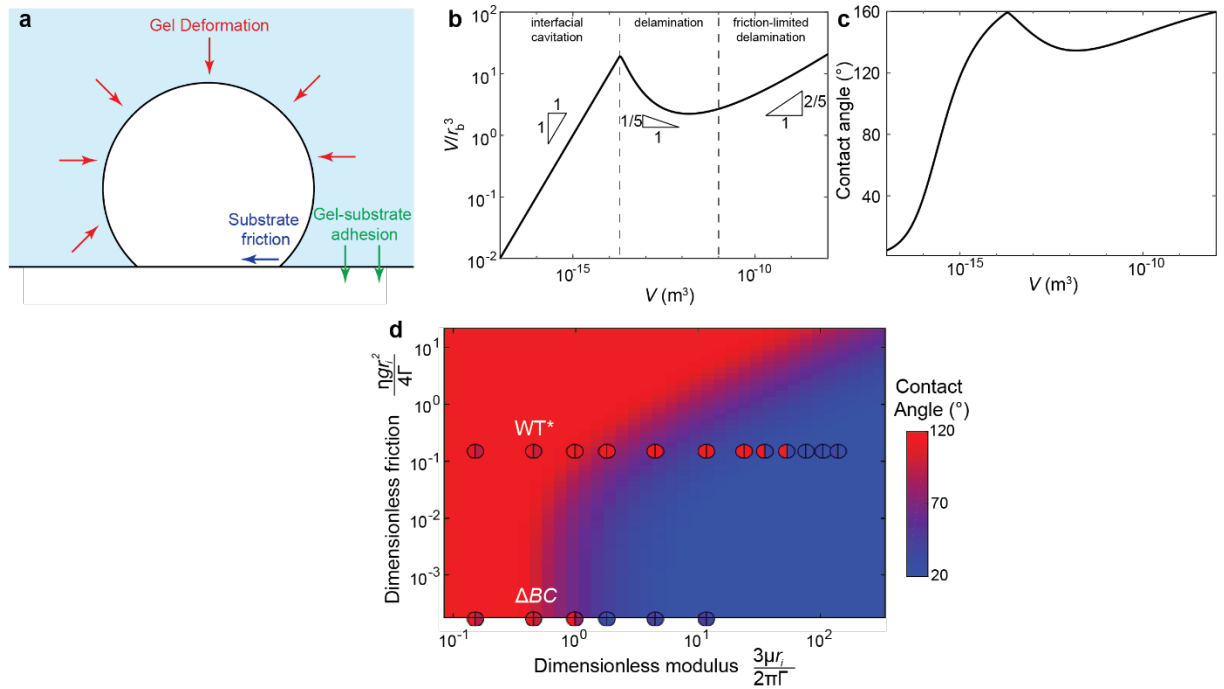 a
Gel Deformation
Substrate
friction
Gel-substrate
adhesion
b
interfacial
cavitation
delamination
friction-limited
delamination
V/r_b^3
10^2
10^1
10^0
10^-1
10^-2
1
1
1/5
1
2/5
1
10^-15
10^-10
V (m^3)
c
Contact angle (°)
160
120
80
40
10^-15
10^-10
V (m^3)
d
Dimensionless friction ηgr_i^2/4Γ
10^1
10^0
10^-1
10^-2
10^-3
WT*
ΔBC
10^-1
10^0
10^1
10^2
Dimensionless modulus 3μr_i/2πΓ
Contact
Angle (°)
120
70
20